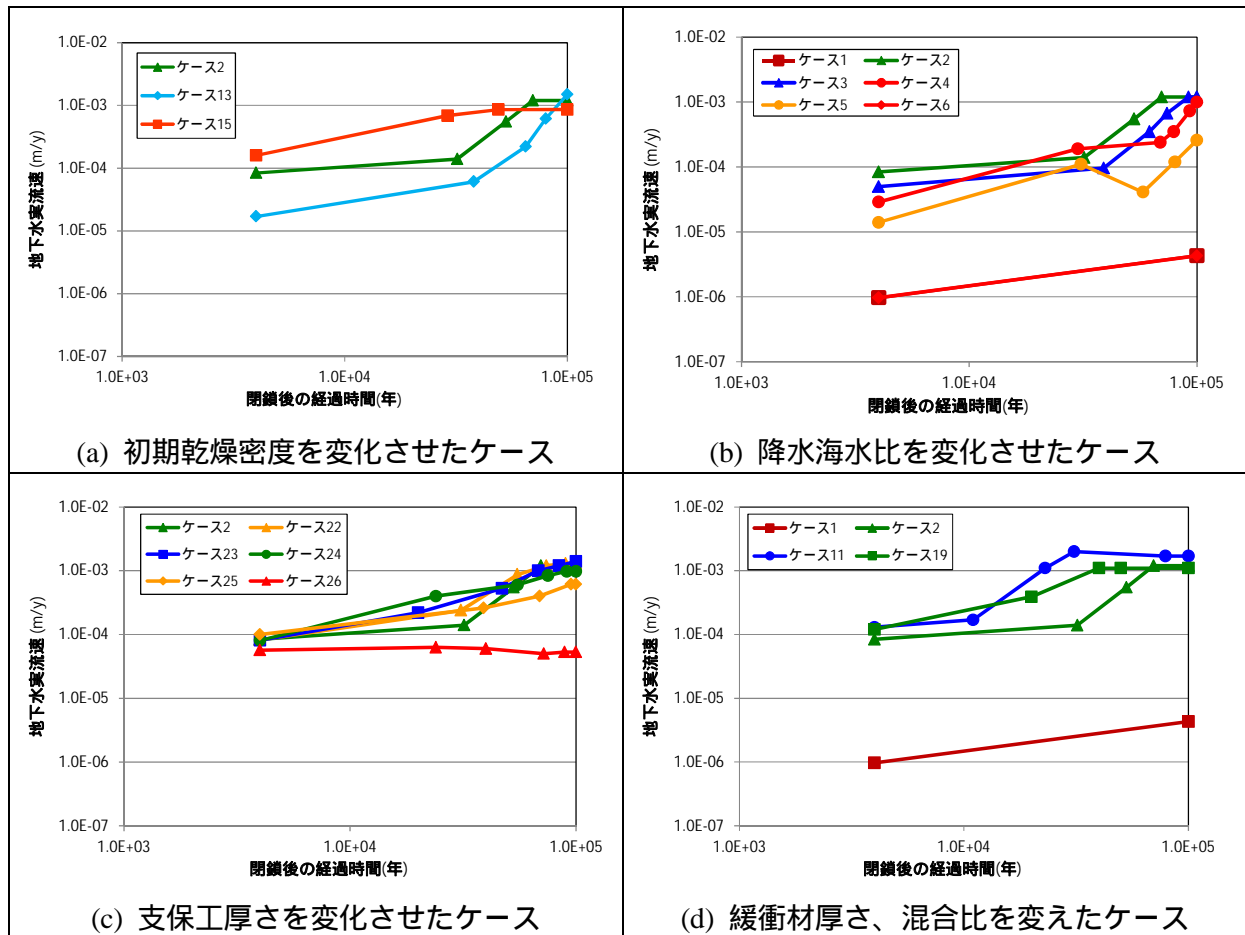 1.0E-02
1.0E-03
1.0E-04
1.0E-05
1.0E-06
1.0E-07
地下水実流速 (m/y)
ケース2
ケース13
ケース15
1.0E+03 1.0E+04 1.0E+05
閉鎖後の経過時間(年)
(a) 初期乾燥密度を変化させたケース
1.0E-02
1.0E-03
1.0E-04
1.0E-05
1.0E-06
1.0E-07
地下水実流速 (m/y)
ケース1 ケース2
ケース3 ケース4
ケース5 ケース6
1.0E+03 1.0E+04 1.0E+05
閉鎖後の経過時間(年)
(b) 降水海水比を変化させたケース
1.0E-02
1.0E-03
1.0E-04
1.0E-05
1.0E-06
1.0E-07
地下水実流速 (m/y)
ケース2 ケース22
ケース23 ケース24
ケース25 ケース26
1.0E+03 1.0E+04 1.0E+05
閉鎖後の経過時間(年)
(c) 支保工厚さを変化させたケース
1.0E-02
1.0E-03
1.0E-04
1.0E-05
1.0E-06
1.0E-07
地下水実流速 (m/y)
ケース1 ケース2
ケース11 ケース19
1.0E+03 1.0E+04 1.0E+05
閉鎖後の経過時間(年)
(d) 緩衝材厚さ、混合比を変えたケース